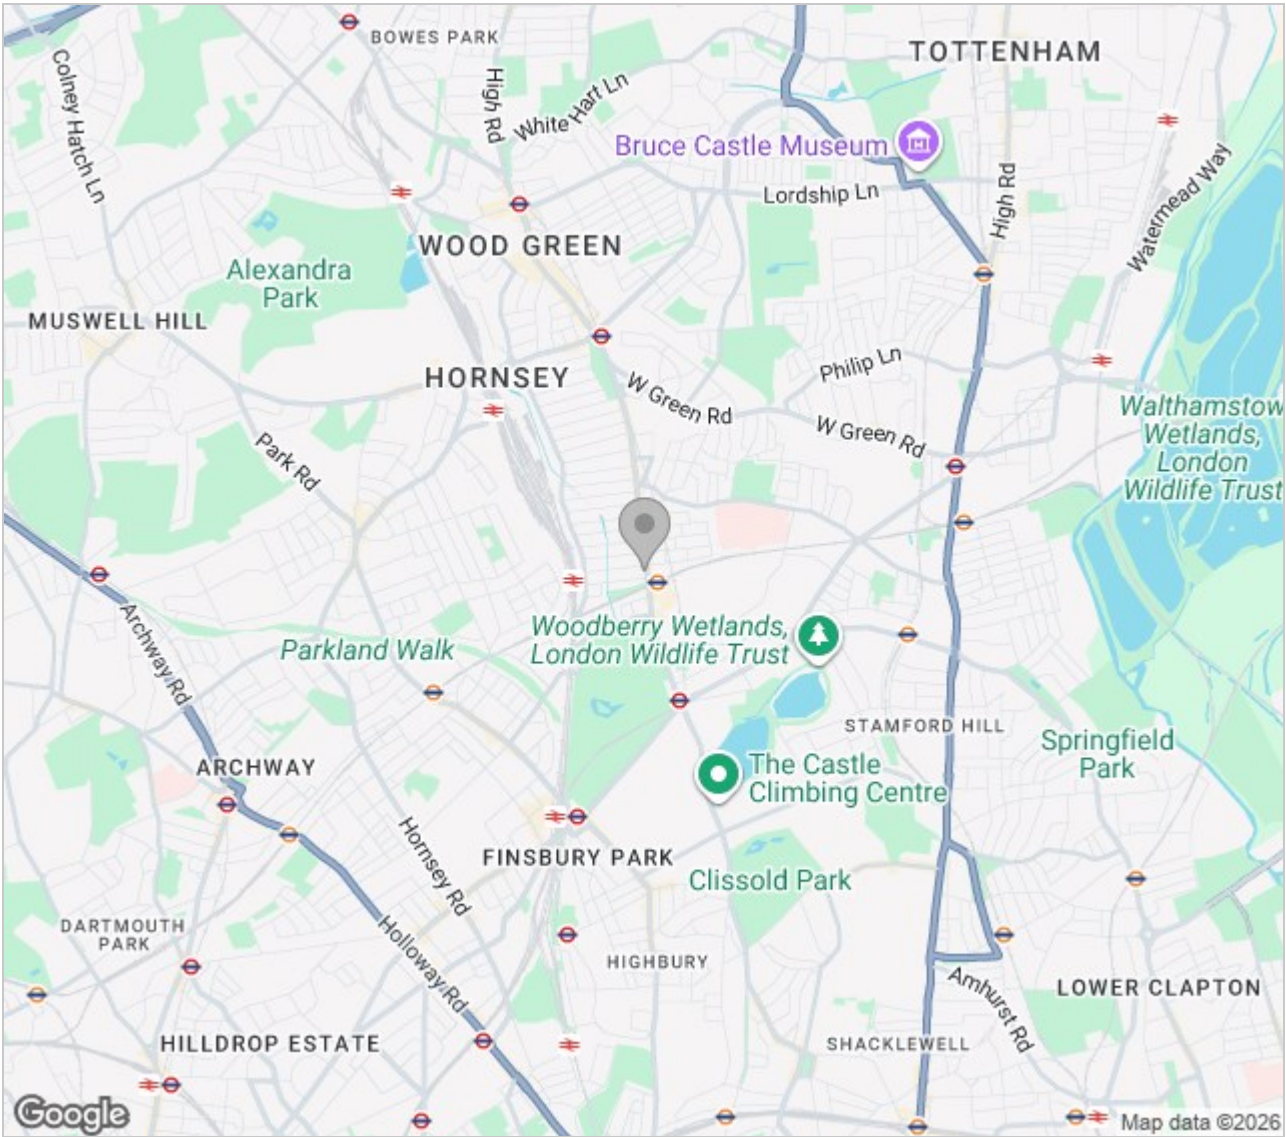 BOWES PARK
TOTTENHAM
Colney Hatch Ln
High Rd
White Hart Ln
Bruce Castle Museum
Lordship Ln
High Rd
Watermead Way
WOOD GREEN
Alexandra
Park
MUSWELL HILL
HORNSEY
Philip Ln
W Green Rd
W Green Rd
Walthamstow
Wetlands,
London
Wildlife Trust
Park Rd
Archway Rd
Parkland Walk
Woodberry Wetlands,
London Wildlife Trust
STAMFORD HILL
Springfield
Park
ARCHWAY
The Castle
Climbing Centre
Hornsey Rd
FINSBURY PARK
Clissold Park
DARTMOUTH
PARK
Holloway Rd
HIGHBURY
Amhurst Rd
LOWER CLAPTON
HILLDROP ESTATE
SHACKLEWELL
Google
Map data ©2026